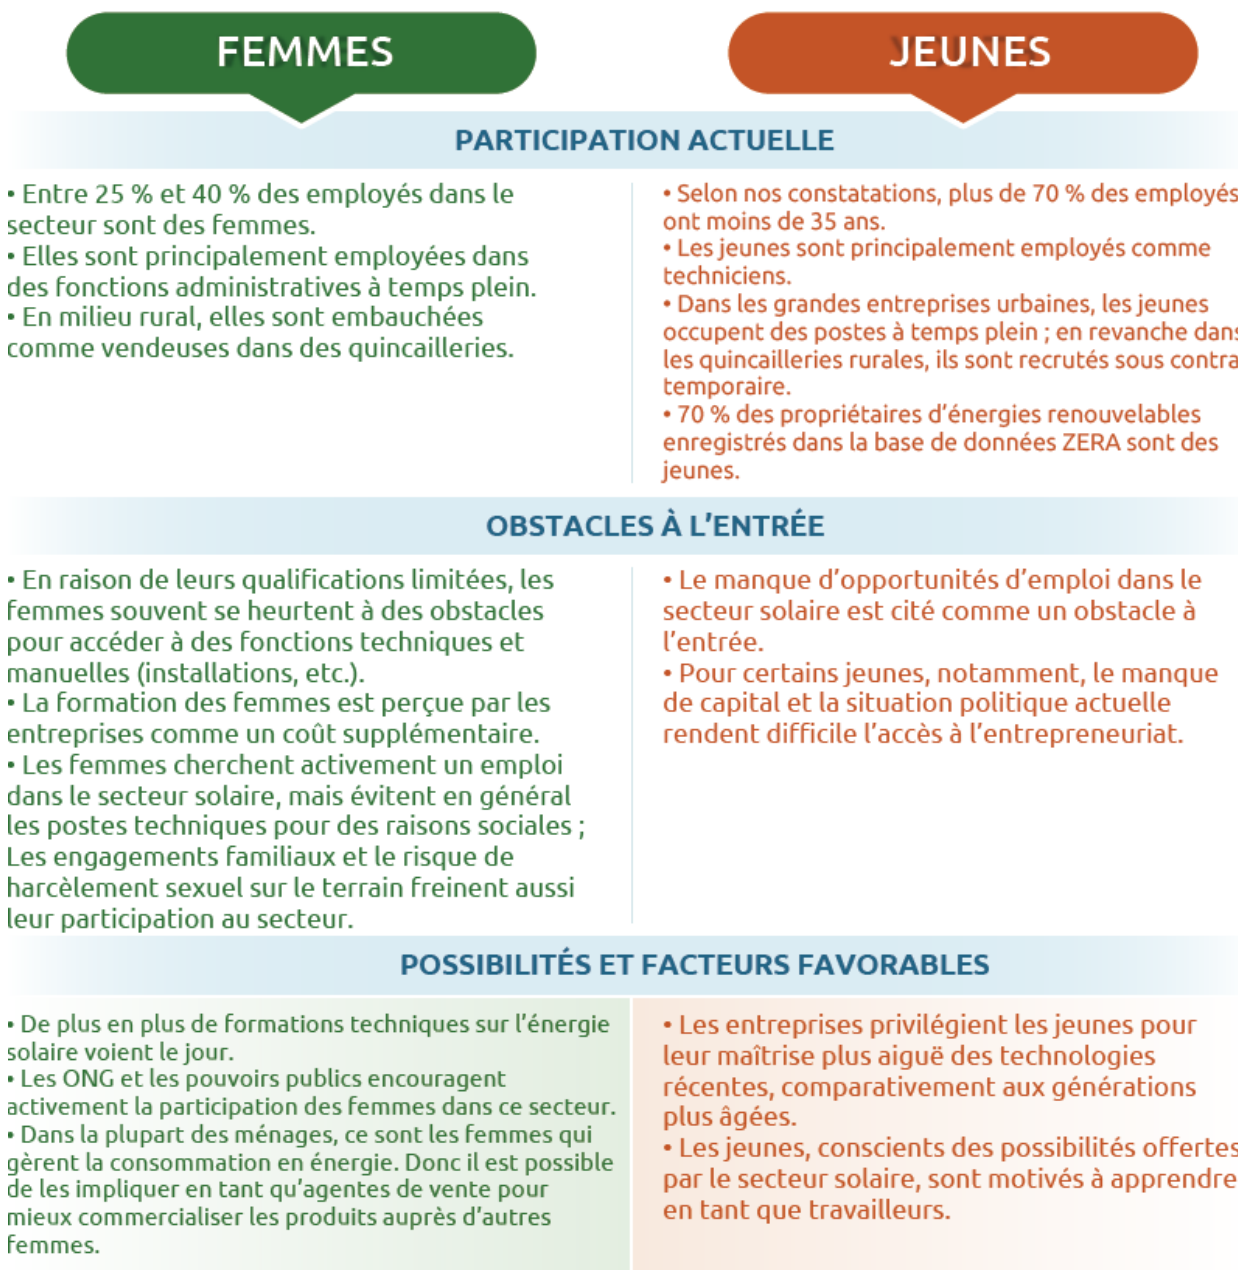 FEMMES
JEUNES
PARTICIPATION ACTUELLE
• Entre 25 % et 40 % des employés dans le
secteur sont des femmes.
• Elles sont principalement employées dans
des fonctions administratives à temps plein.
• En milieu rural, elles sont embauchées
comme vendeuses dans des quincailleries.
• Selon nos constatations, plus de 70 % des employés
ont moins de 35 ans.
• Les jeunes sont principalement employés comme
techniciens.
• Dans les grandes entreprises urbaines, les jeunes
occupent des postes à temps plein ; en revanche dans
les quincailleries rurales, ils sont recrutés sous contra
temporaire.
• 70 % des propriétaires d’énergies renouvelables
enregistrés dans la base de données ZERA sont des
jeunes.
OBSTACLES À L’ENTRÉE
• En raison de leurs qualifications limitées, les
femmes souvent se heurtent à des obstacles
pour accéder à des fonctions techniques et
manuelles (installations, etc.).
• La formation des femmes est perçue par les
entreprises comme un coût supplémentaire.
• Les femmes cherchent activement un emploi
dans le secteur solaire, mais évitent en général
les postes techniques pour des raisons sociales ;
Les engagements familiaux et le risque de
harcèlement sexuel sur le terrain freinent aussi
leur participation au secteur.
• Le manque d’opportunités d’emploi dans le
secteur solaire est cité comme un obstacle à
l’entrée.
• Pour certains jeunes, notamment, le manque
de capital et la situation politique actuelle
rendent difficile l’accès à l’entrepreneuriat.
POSSIBILITÉS ET FACTEURS FAVORABLES
• De plus en plus de formations techniques sur l’énergie
solaire voient le jour.
• Les ONG et les pouvoirs publics encouragent
activement la participation des femmes dans ce secteur.
• Dans la plupart des ménages, ce sont les femmes qui
gèrent la consommation en énergie. Donc il est possible
de les impliquer en tant qu’agentes de vente pour
mieux commercialiser les produits auprès d’autres
femmes.
• Les entreprises privilégient les jeunes pour
leur maîtrise plus aiguë des technologies
récentes, comparativement aux générations
plus âgées.
• Les jeunes, conscients des possibilités offertes
par le secteur solaire, sont motivés à apprendre
en tant que travailleurs.